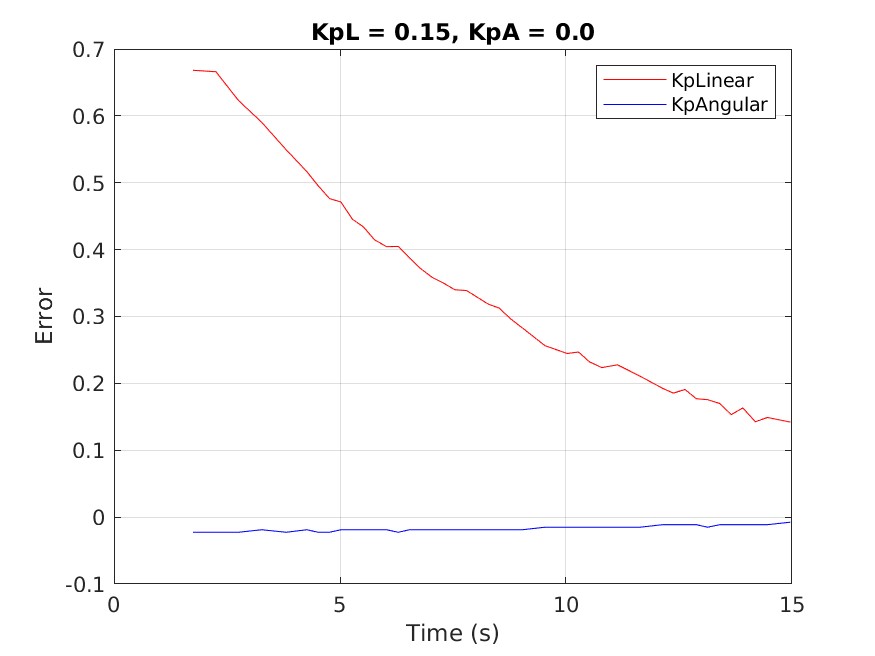 KpL = 0.15, KpA = 0.0
0.7
0.6
0.5
0.4
0.3
0.2
0.1
0
-0.1
Error
KpLinear
KpAngular
0 5 10 15
Time (s)